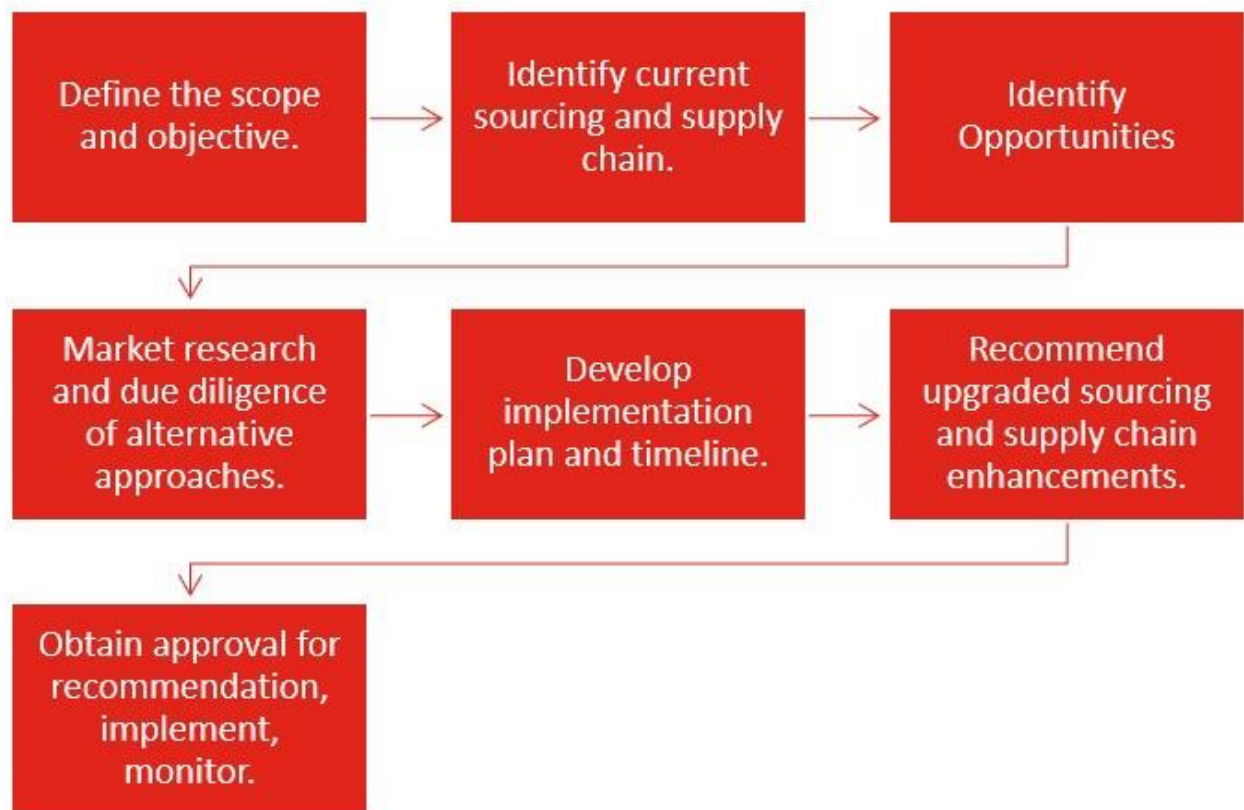 Define the scope
and objective.
Identify current
sourcing and supply
chain.
Identify
Opportunities
Market research
and due diligence
of alternative
approaches.
Develop
implementation
plan and timeline.
Recommend
upgraded sourcing
and supply chain
enhancements.
Obtain approval for
recommendation,
implement,
monitor.